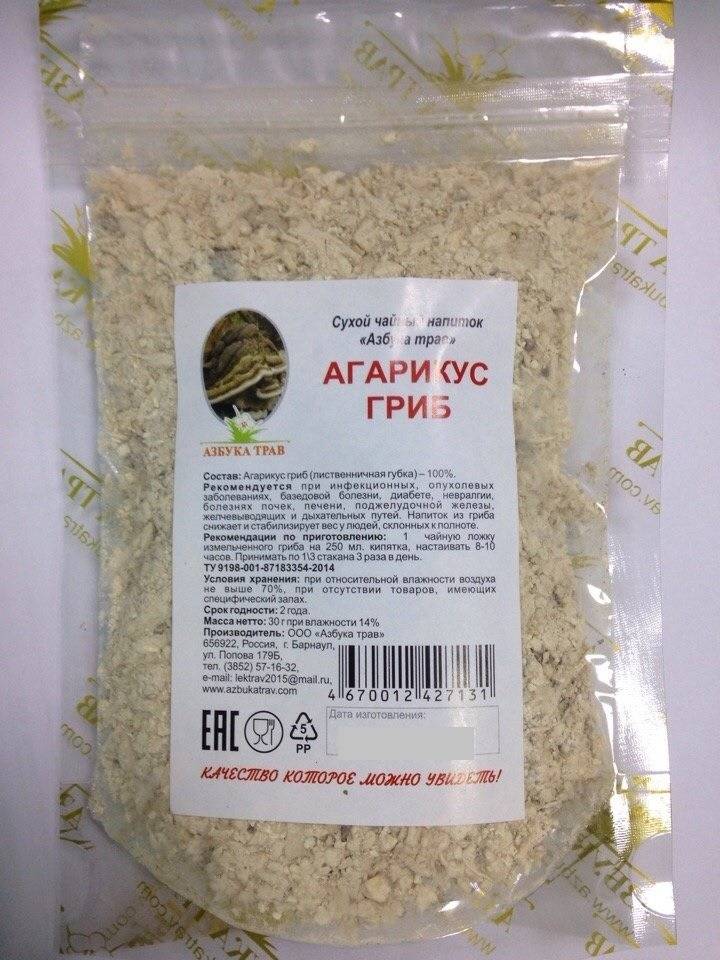 Сухой чайный напиток
«Азбука трав»
АГАРИКУС
ГРИБ
АЗБУКА ТРАВ
Состав: Агарикус гриб (лиственничная губка) – 100%.
Рекомендуется при инфекционных, опухолевых
заболеваниях, базедовой болезни, диабете, невралгии,
болезнях почек, печени, поджелудочной железы,
желчевыводящих и дыхательных путей. Напиток из гриба
снижает и стабилизирует вес у людей, склонных к полноте.
Рекомендации по приготовлению: 1 чайную ложку
измельченного гриба на 250 мл. кипятка, настаивать 8-10
часов. Принимать по 1\3 стакана 3 раза в день.
ТУ 9198-001-87183354-2014
Условия хранения: при относительной влажности воздуха
не выше 70%, при отсутствии товаров, имеющих
специфический запах.
Срок годности: 2 года.
Масса нетто: 30 г при влажности 14%
Производитель: ООО «Азбука трав»
656922, Россия, г. Барнаул,
ул. Попова 179Б,
тел. (3852) 57-16-32,
e-mail: lektrav2015@mail.ru,
www.azbukatrav.com
4 670012 427131
Дата изготовления:
EAC
5
PP
КАЧЕСТВО КОТОРОЕ МОЖНО УВИДЕТЬ!